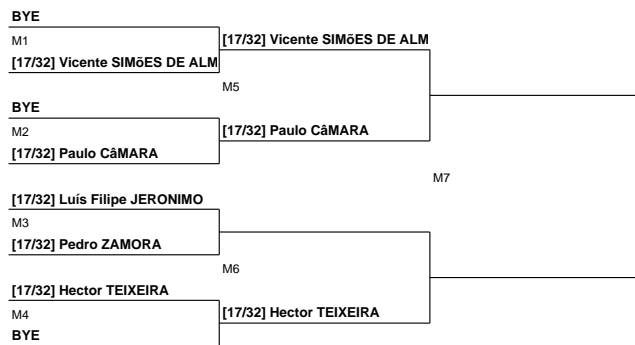 BYE
M1
[17/32] Vicente SIMõES DE ALM
[17/32] Vicente SIMõES DE ALM
M5
BYE
M2
[17/32] Paulo CâMARA
[17/32] Paulo CâMARA
M7
[17/32] Luís Filipe JERONIMO
M3
[17/32] Pedro ZAMORA
M6
[17/32] Hector TEIXEIRA
M4
[17/32] Hector TEIXEIRA
BYE